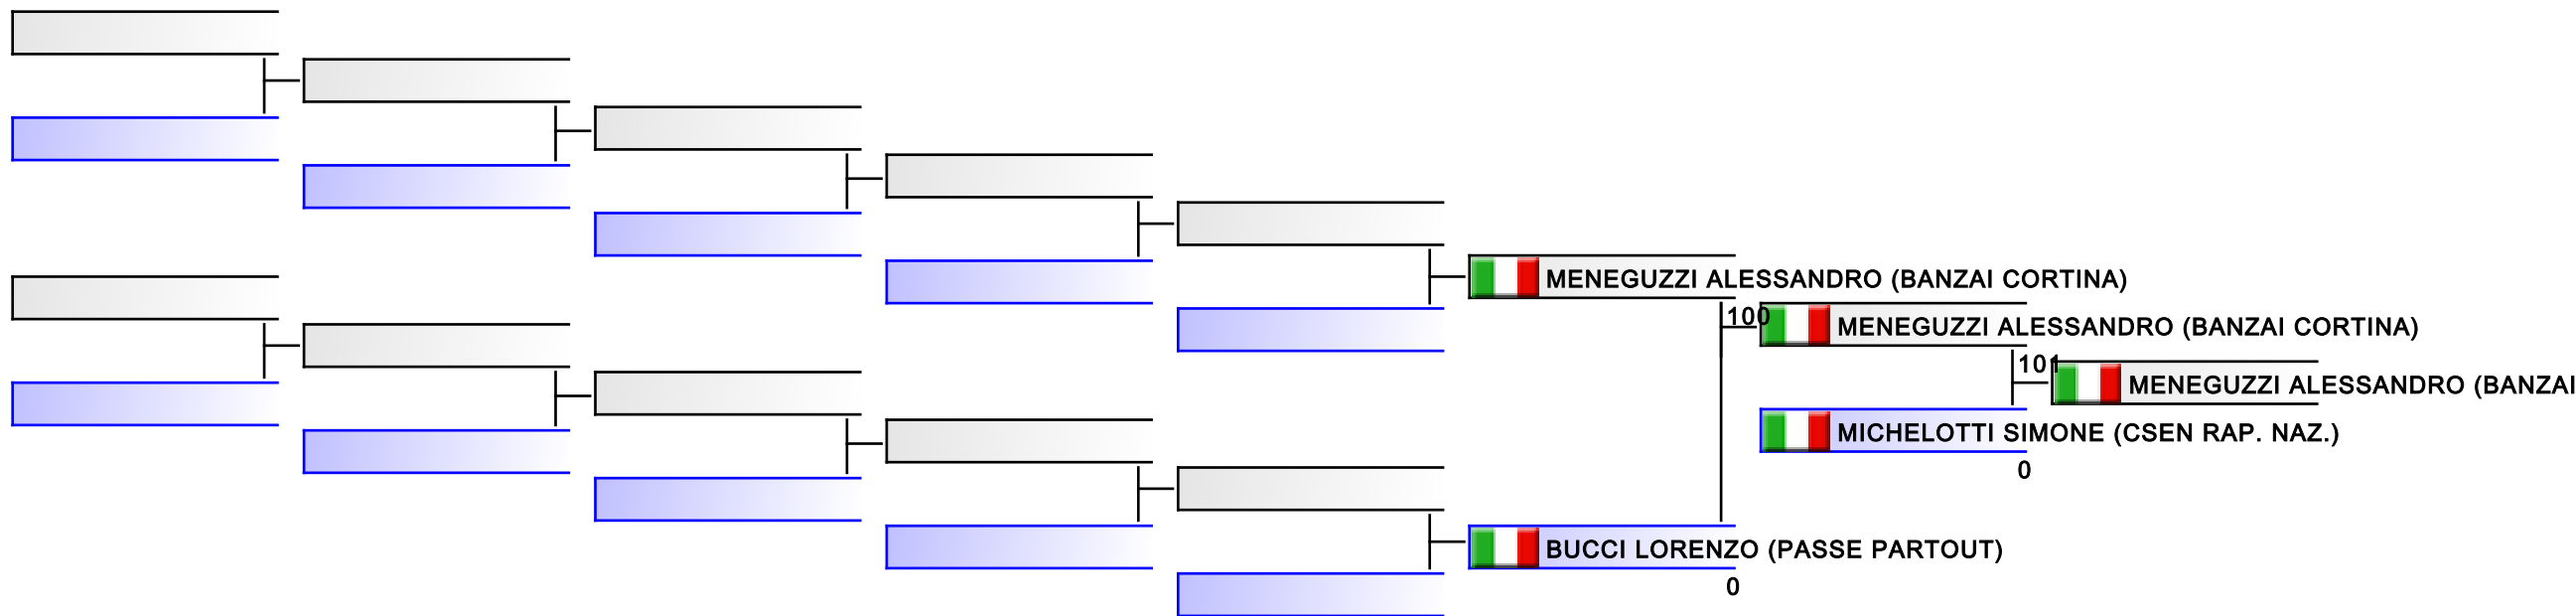 MENEGUZZI ALESSANDRO (BANZAI CORTINA)
100
MENEGUZZI ALESSANDRO (BANZAI CORTINA)
101
MENEGUZZI ALESSANDRO (BANZAI
MICHELOTTI SIMONE (CSEN RAP. NAZ.)
0
BUCCI LORENZO (PASSE PARTOUT)
0